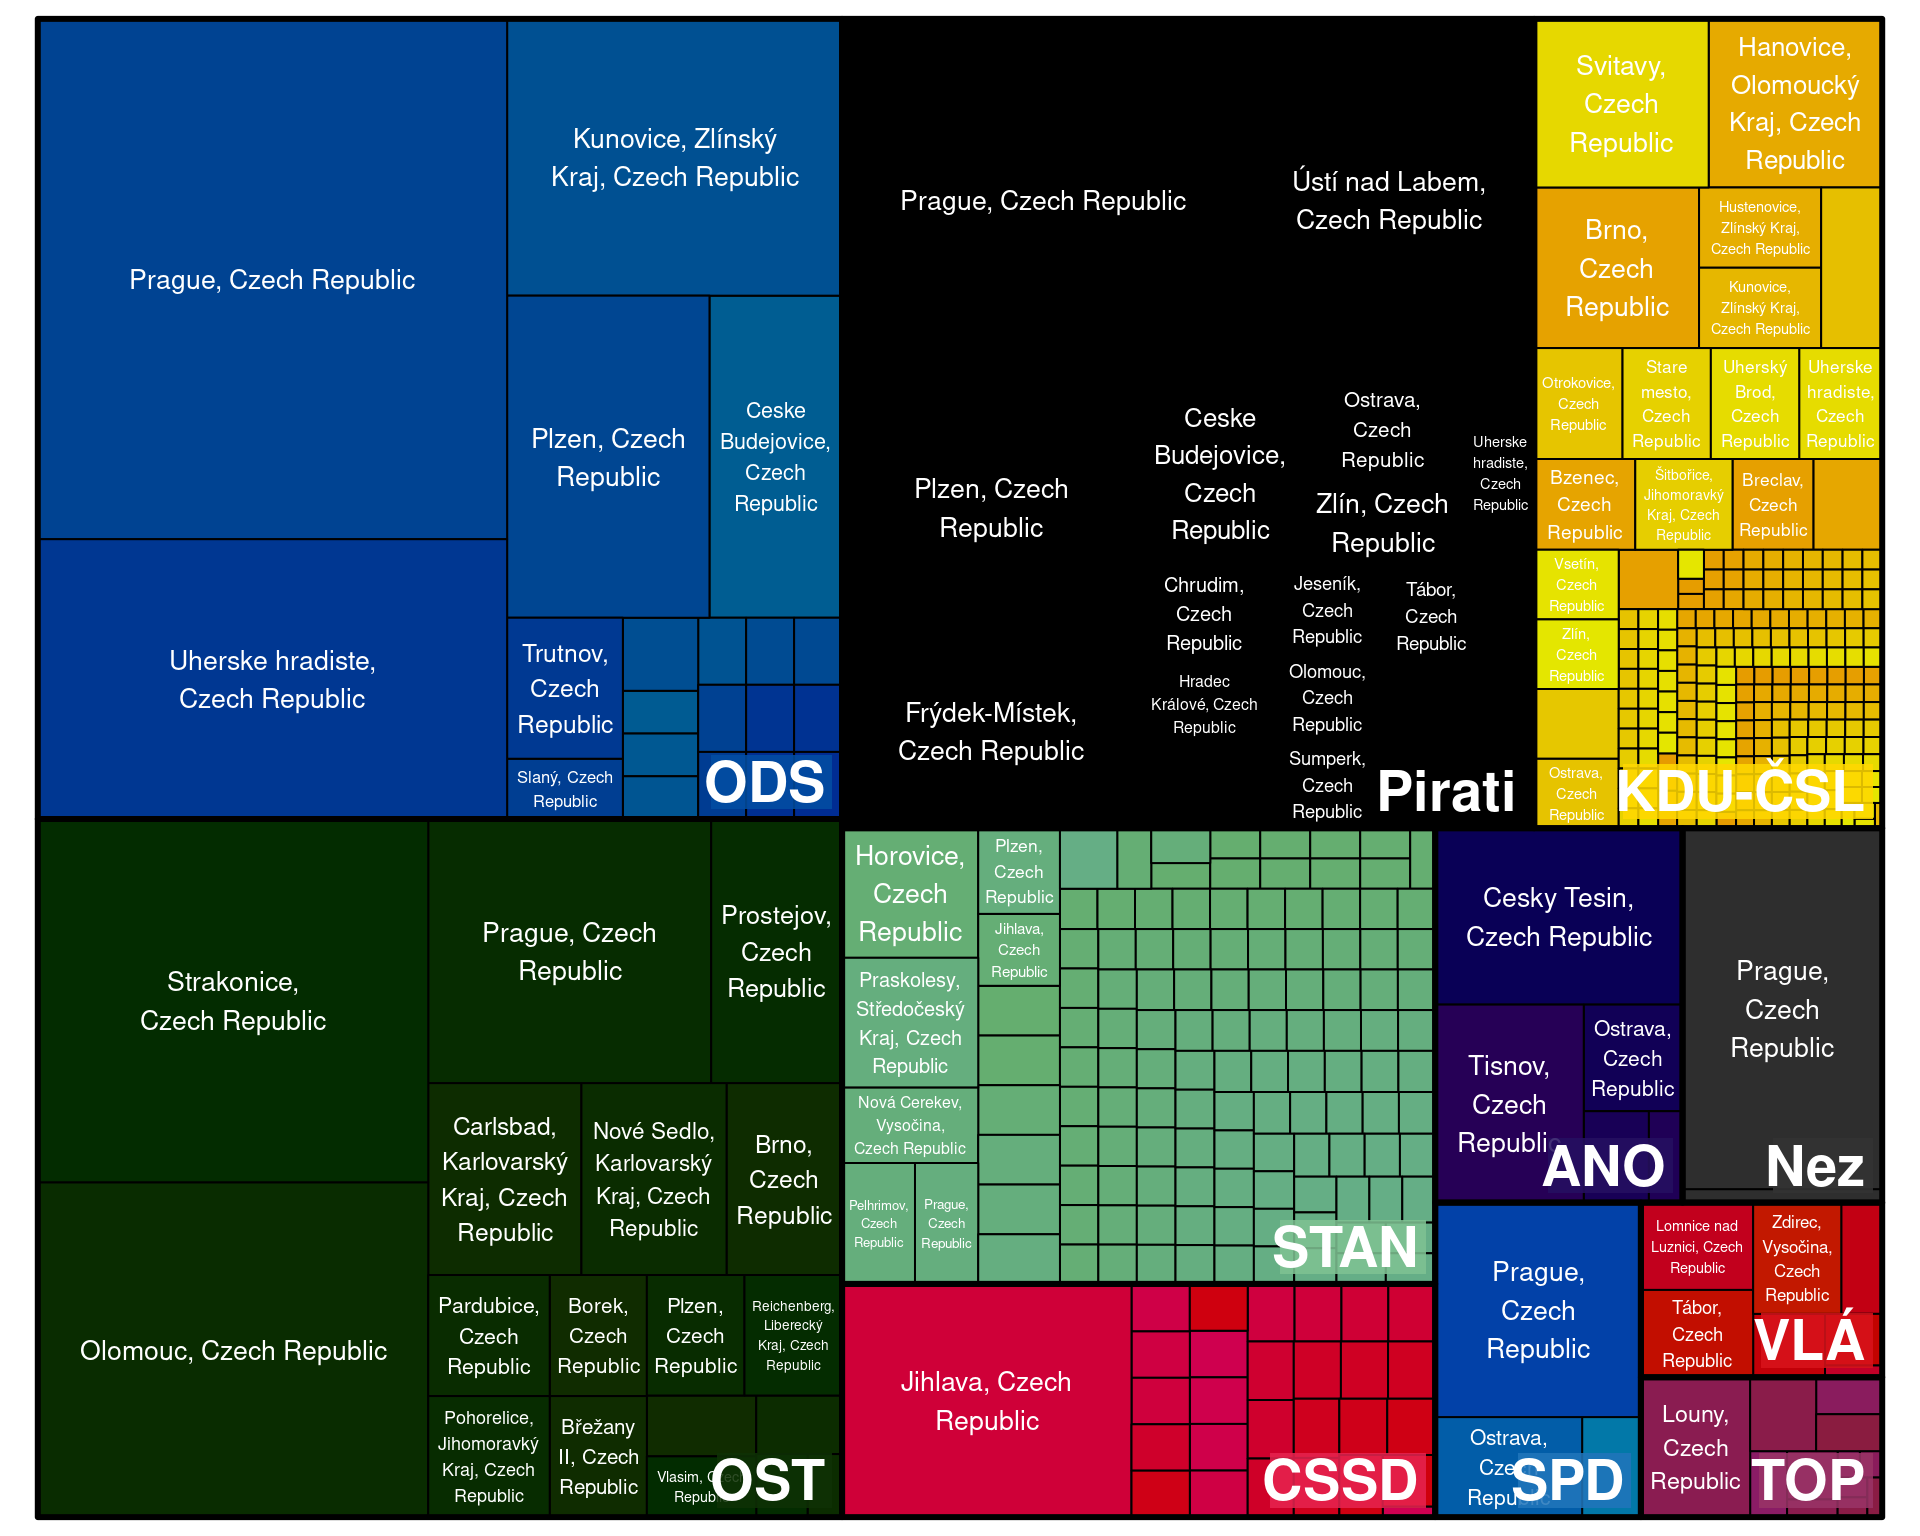 Prague, Czech Republic
Kunovice, Zlínský
Kraj, Czech Republic
Plzen, Czech
Republic
Ceske
Budejovice,
Czech
Republic
Uherske hradiste,
Czech Republic
Trutnov,
Czech
Republic
Slaný, Czech
Republic
ODS
Prague, Czech Republic
Ústí nad Labem,
Czech Republic
Plzen, Czech
Republic
Ceske
Budejovice,
Czech
Republic
Ostrava,
Czech
Republic
Uherske
hradiste,
Czech
Republic
Zlín, Czech
Republic
Chrudim,
Czech
Republic
Jeseník,
Czech
Republic
Tábor,
Czech
Republic
Frýdek-Místek,
Czech Republic
Hradec
Králové, Czech
Republic
Olomouc,
Czech
Republic
Sumperk,
Czech
Republic
Pirati
Svitavy,
Czech
Republic
Hanovice,
Olomoucký
Kraj, Czech
Republic
Brno,
Czech
Republic
Hustenovice,
Zlínský Kraj,
Czech Republic
Kunovice,
Zlínský Kraj,
Czech Republic
Otrokovice,
Czech
Republic
Stare
mesto,
Czech
Republic
Uherský
Brod,
Czech
Republic
Uherske
hradiste,
Czech
Republic
Bzenec,
Czech
Republic
Šitbořice,
Jihomoravký
Kraj, Czech
Republic
Breclav,
Czech
Republic
Vsetín,
Czech
Republic
Zlín,
Czech
Republic
Ostrava,
Czech
Republic
KDU-ČSL
Strakonice,
Czech Republic
Prague, Czech
Republic
Prostejov,
Czech
Republic
Olomouc, Czech Republic
Carlsbad,
Karlovarský
Kraj, Czech
Republic
Nové Sedlo,
Karlovarský
Kraj, Czech
Republic
Brno,
Czech
Republic
Pardubice,
Czech
Republic
Borek,
Czech
Republic
Plzen,
Czech
Republic
Reichenberg,
Liberecký
Kraj, Czech
Republic
Pohorelice,
Jihomoravký
Kraj, Czech
Republic
Břežany
II, Czech
Republic
Vlasim, Czech
Republic
OST
Horovice,
Czech
Republic
Plzen,
Czech
Republic
Jihlava,
Czech
Republic
Praskolesy,
Středočeský
Kraj, Czech
Republic
Nová Cerekev,
Vysočina,
Czech Republic
Pelhrimov,
Czech
Republic
Prague,
Czech
Republic
STAN
Jihlava, Czech
Republic
CSSD
Cesky Tesin,
Czech Republic
Tisnov,
Czech
Republic
Ostrava,
Czech
Republic
ANO
Prague,
Czech
Republic
Nez
Prague,
Czech
Republic
Ostrava,
Czech
Republic
SPD
Lomnice nad
Luznici, Czech
Republic
Zdirec,
Vysočina,
Czech
Republic
Tábor,
Czech
Republic
VLÁ
Louny,
Czech
Republic
TOP